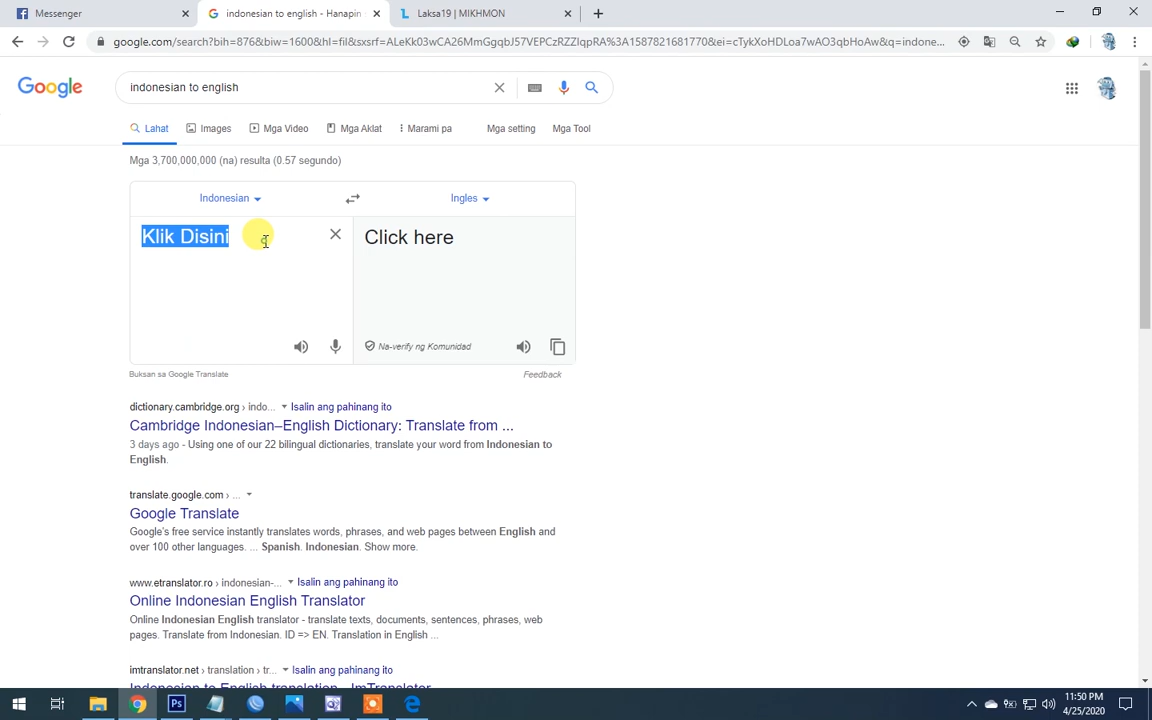 Messenger
indonesian to english - Hanapin
Laksa19 | MIKHMON
google.com/search?bih=876&biw=1600&hl=fil&sxsrf=ALeKk03wCA26MmGgqbJ57VEPCzRZZIqpRA%3A1587821681770&ei=cTykXoHDLoa7wAO3qbHoAw&q=indone...
Google
indonesian to english
Lahat
Images
Mga Video
Mga Aklat
Marami pa
Mga setting
Mga Tool
Mga 3,700,000,000 (na) resulta (0.57 segundo)
Indonesian
Ingles
Klik Disini
Click here
Na-verify ng Komunidad
Buksan sa Google Translate
Feedback
dictionary.cambridge.org › indo... Isalin ang pahinang ito
Cambridge Indonesian–English Dictionary: Translate from ...
3 days ago - Using one of our 22 bilingual dictionaries, translate your word from Indonesian to
English.
translate.google.com › ...
Google Translate
Google's free service instantly translates words, phrases, and web pages between English and
over 100 other languages. ... Spanish. Indonesian. Show more.
www.etranslator.ro › indonesian-... Isalin ang pahinang ito
Online Indonesian English Translator
Online Indonesian English translator - translate texts, documents, sentences, phrases, web
pages. Translate from Indonesian. ID => EN. Translation in English ...
imtranslator.net › translation › tr... Isalin ang pahinang ito
Indonesian to English translation - ImTranslator
11:50 PM
4/25/2020